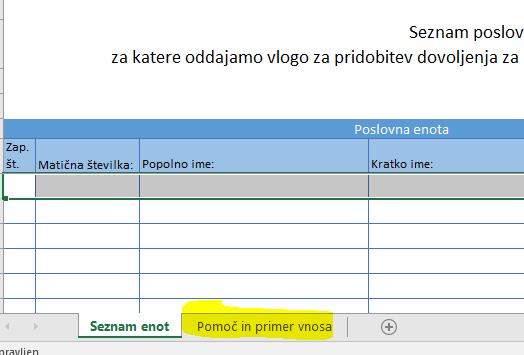 Seznam poslov
za katere oddajamo vlogo za pridobitev dovoljenja za
Poslovna enota
Zap.
št. Matična številka: Popolno ime: Kratko ime:
Seznam enot Pomoč in primer vnosa
pravljen